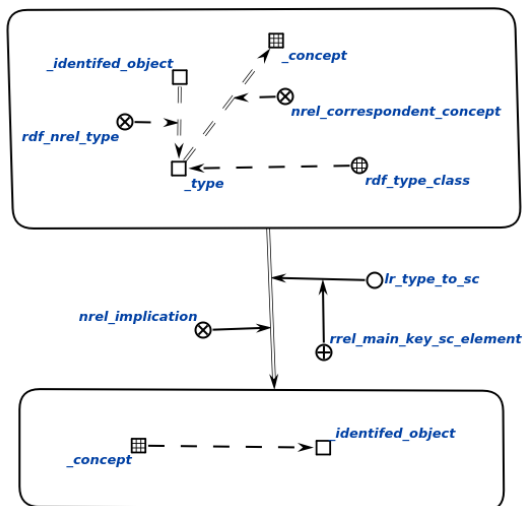 _concept
_identifed_object
nrel_correspondent_concept
rdf_nrel_type
rdf_type_class
_type
lr_type_to_sc
nrel_implication
rrel_main_key_sc_element
_identifed_object
_concept